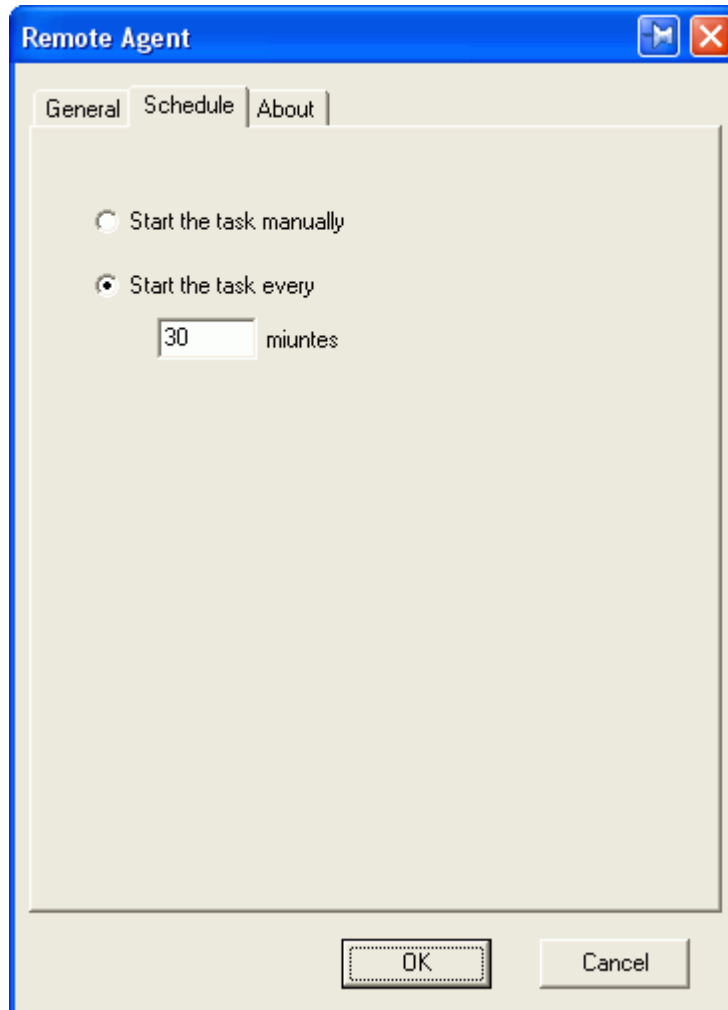 Remote Agent
General Schedule About
Start the task manually
Start the task every
30 miuntes
OK Cancel